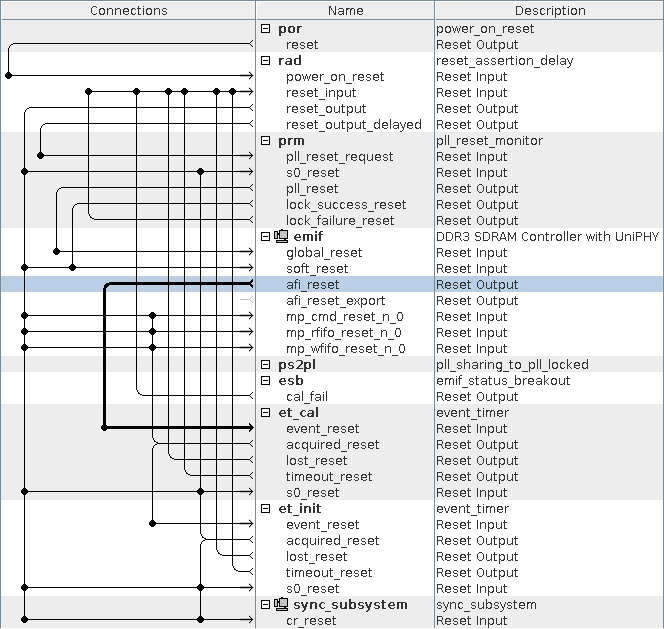 Connections Name Description
por power_on_reset
reset Reset Output
rad reset_assertion_delay
power_on_reset Reset Input
reset_input Reset Input
reset_output Reset Output
reset_output_delayed Reset Output
prm pll_reset_monitor
pll_reset_request Reset Input
s0_reset Reset Input
pll_reset Reset Output
lock_success_reset Reset Output
lock_failure_reset Reset Output
emif DDR3 SDRAM Controller with UniPHY
global_reset Reset Input
soft_reset Reset Input
afi_reset Reset Output
afi_reset_export Reset Output
mp_cmd_reset_n_0 Reset Input
mp_rfifo_reset_n_0 Reset Input
mp_wfifo_reset_n_0 Reset Input
ps2pl pll_sharing_to_pll_locked
esb emif_status_breakout
cal_fail Reset Output
et_cal event_timer
event_reset Reset Input
acquired_reset Reset Output
lost_reset Reset Output
timeout_reset Reset Output
s0_reset Reset Input
et_init event_timer
event_reset Reset Input
acquired_reset Reset Output
lost_reset Reset Output
timeout_reset Reset Output
s0_reset Reset Input
sync_subsystem sync_subsystem
cr_reset Reset Input